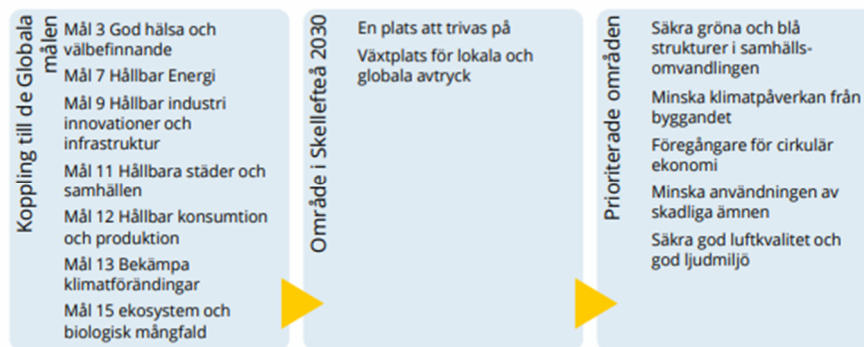 Koppling till de Globala
målen
Mål 3 God hälsa och
välbefinnande
Mål 7 Hållbar Energi
Mål 9 Hållbar industri
innovationer och
infrastruktur
Mål 11 Hållbara städer och
samhällen
Mål 12 Hållbar konsumtion
och produktion
Mål 13 Bekämpa
klimatförändingar
Mål 15 ekosystem och
biologisk mångfald
Område i Skellefteå 2030
En plats att trivas på
Växtplats för lokala och
globala avtryck
Prioriterade områden
Säkra gröna och blå
strukturer i samhälls-
omvandlingen
Minska klimatpåverkan från
byggandet
Föregångare för cirkulär
ekonomi
Minska användningen av
skadliga ämnen
Säkra god luftkvalitet och
god ljudmiljö